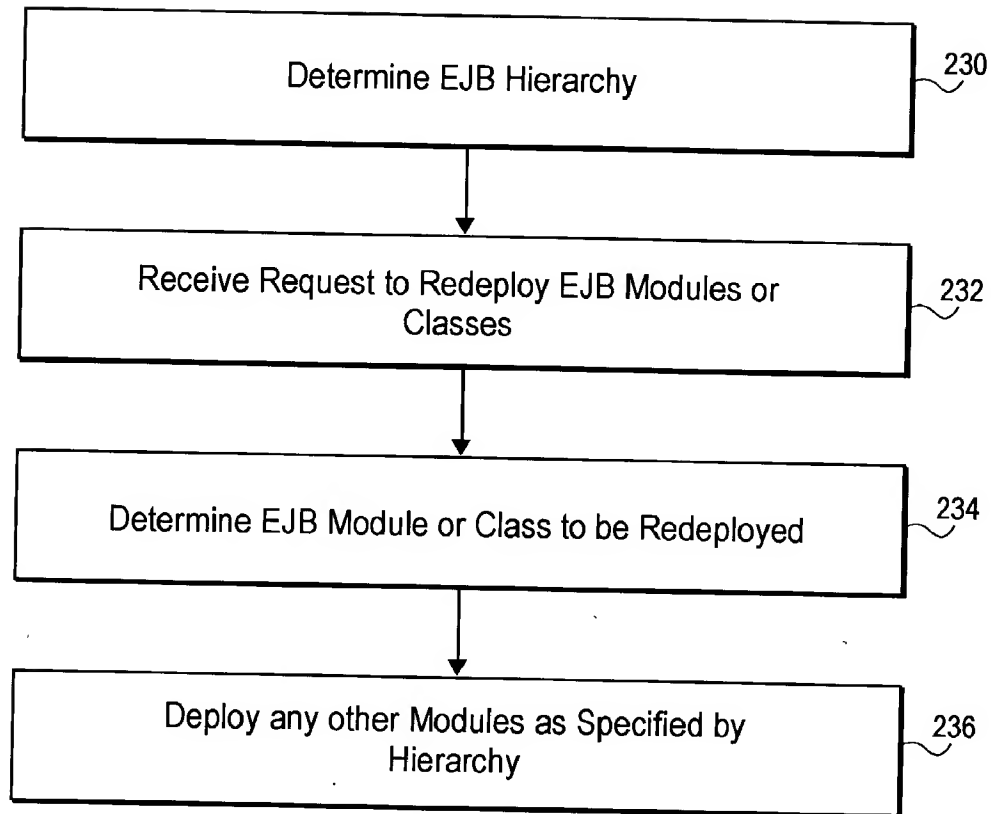 Determine EJB Hierarchy
230
Receive Request to Redeploy EJB Modules or
Classes
232
Determine EJB Module or Class to be Redeployed
234
Deploy any other Modules as Specified by
Hierarchy
236